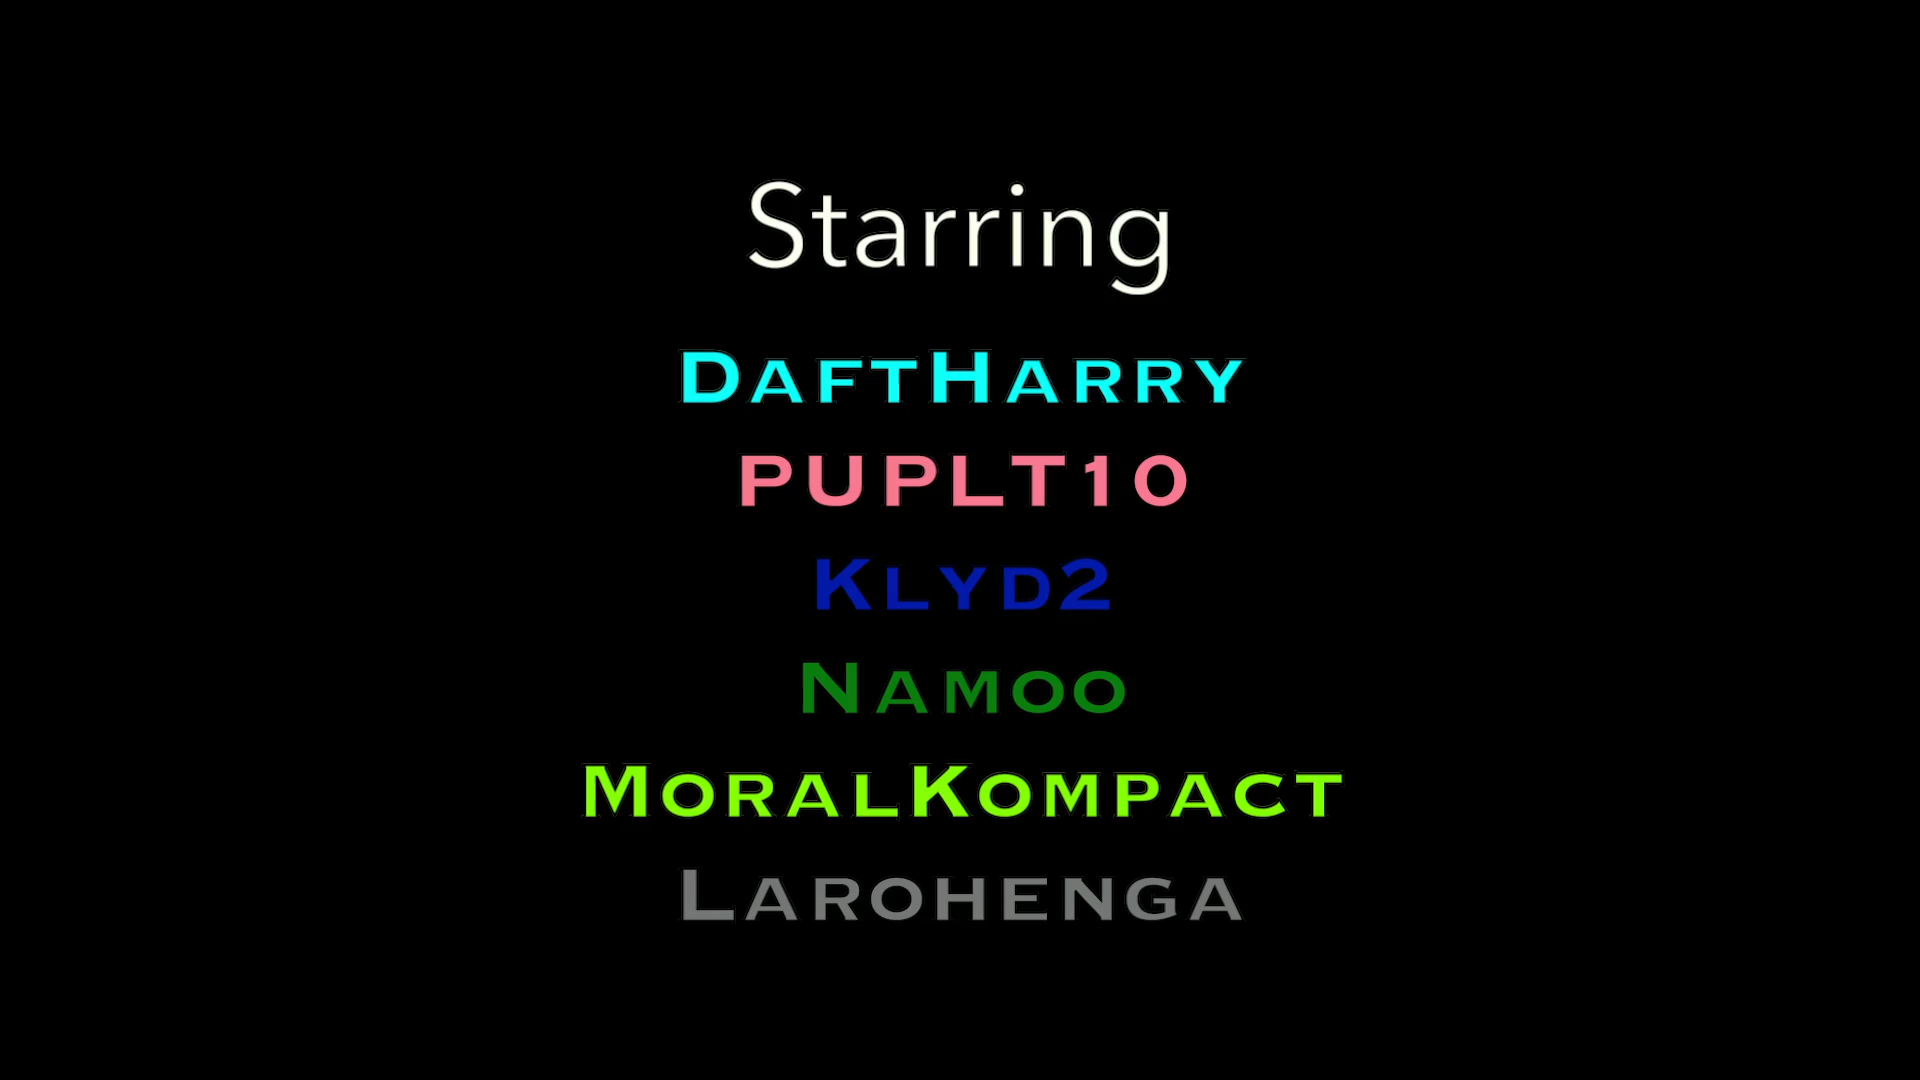 Starring
DaftHarry
PUPLT10
Klyd2
Namoo
MoralKompact
Larohenga